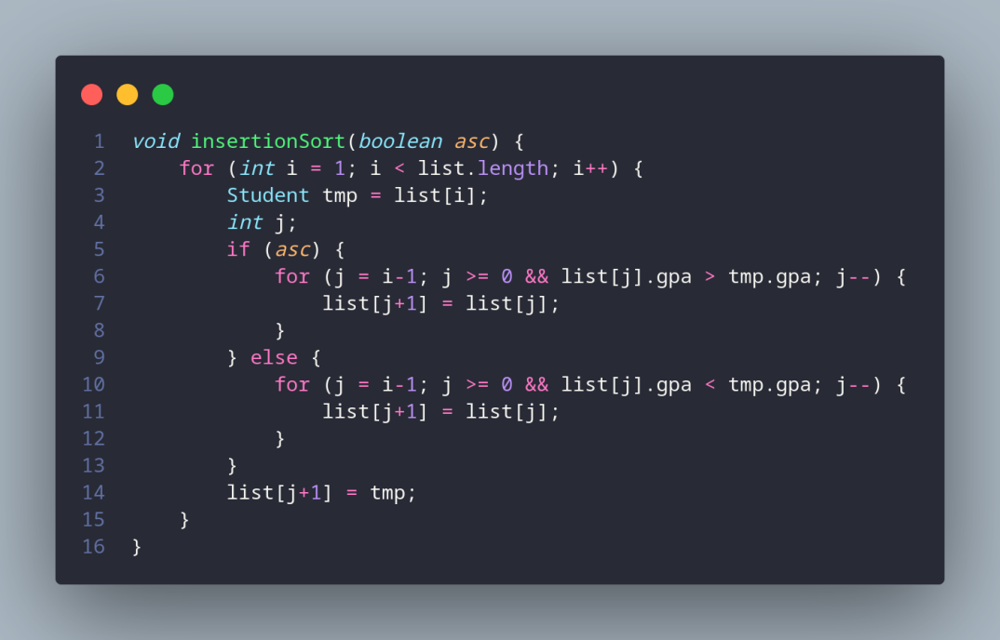 1 void insertionSort(boolean asc) {
2     for (int i = 1; i < list.length; i++) {
3         Student tmp = list[i];
4         int j;
5         if (asc) {
6             for (j = i-1; j >= 0 && list[j].gpa > tmp.gpa; j--) {
7                 list[j+1] = list[j];
8             }
9         } else {
10             for (j = i-1; j >= 0 && list[j].gpa < tmp.gpa; j--) {
11                 list[j+1] = list[j];
12             }
13         }
14         list[j+1] = tmp;
15     }
16 }